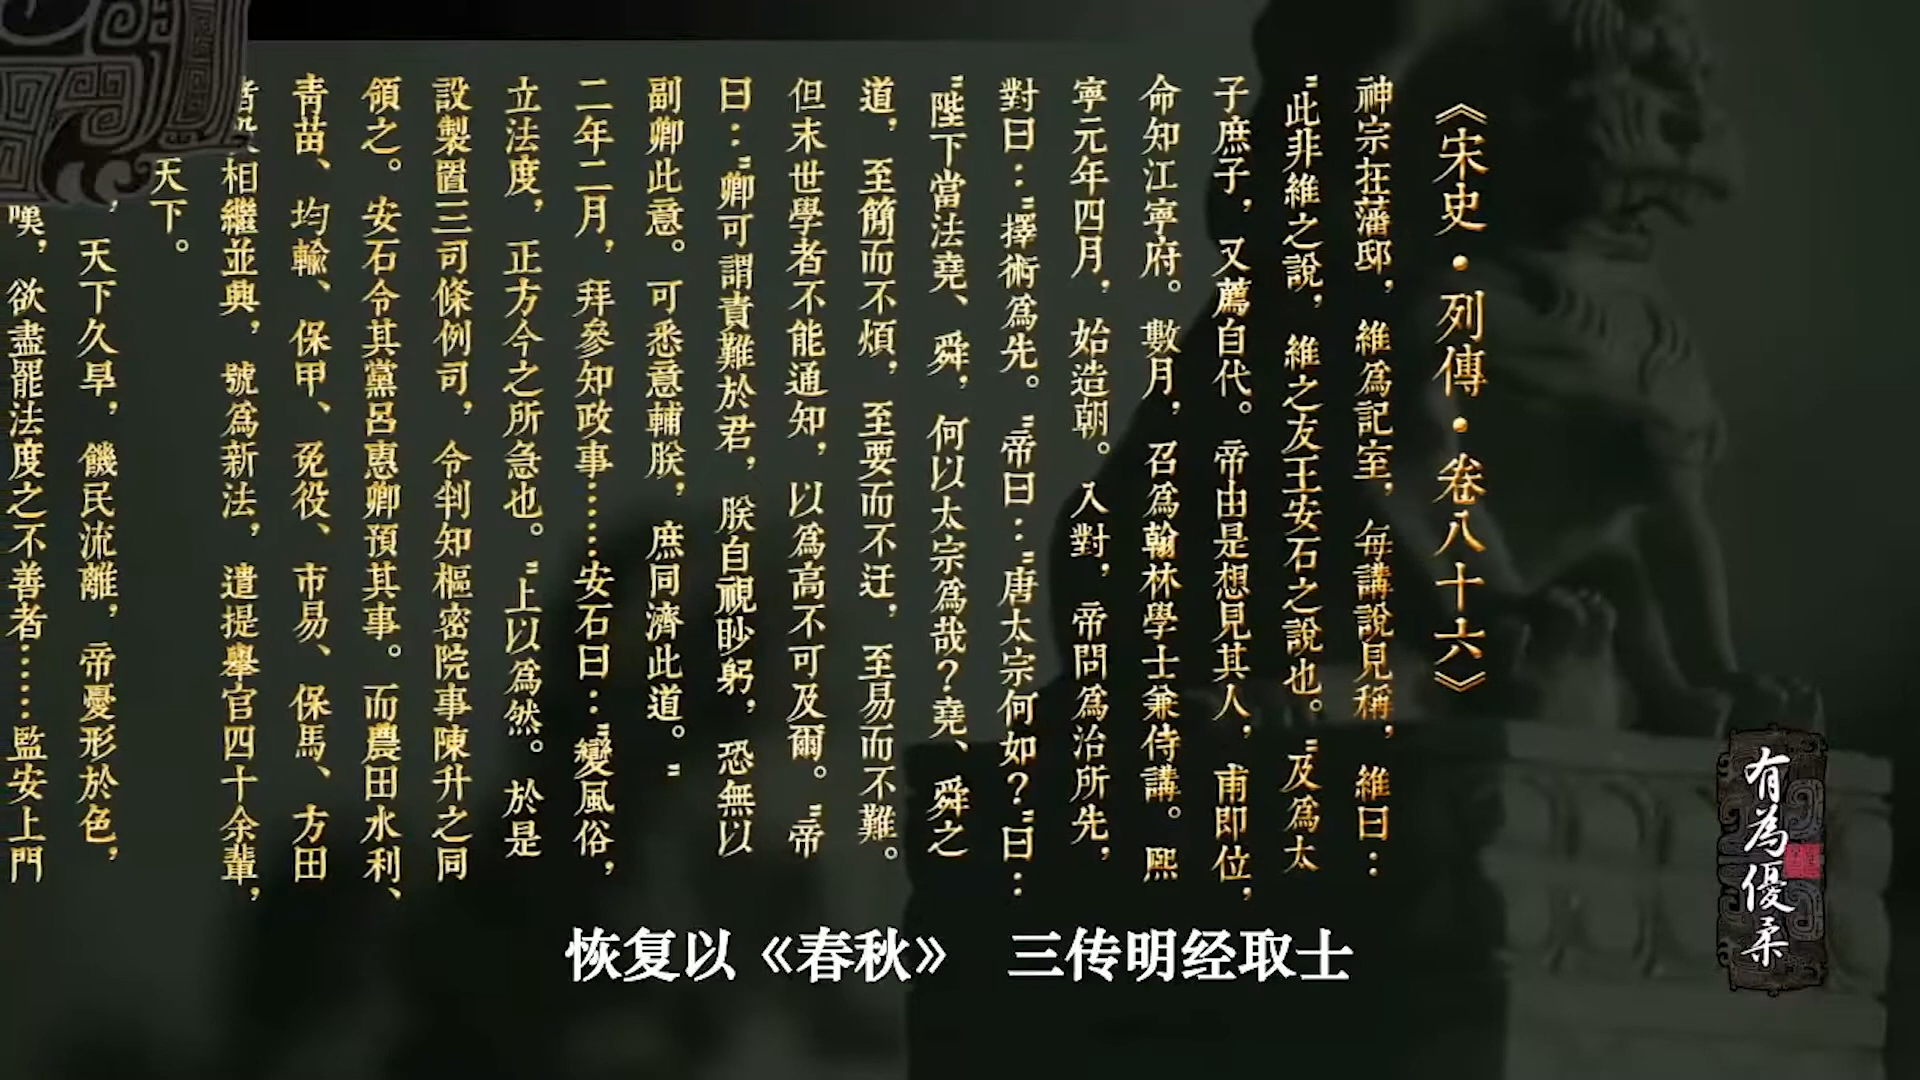 《宋史·列傳·卷八十六》
神宗在藩邸，維爲記室，每講說見稱，維曰：
"此非維之說，維之友王安石之說也。"及爲太
子庶子，又薦自代。帝由是想見其人，甫即位，
命知江寧府。數月，召爲翰林學士兼侍講。熙
寧元年四月，始造朝。入對，帝問爲治所先，
對曰："擇術爲先。"帝曰："唐太宗何如？"曰：
"陛下當法堯、舜，何以太宗爲哉？堯、舜之
道，至簡而不煩，至要而不迂，至易而不難。
但末世學者不能通知，以爲高不可及爾。"帝
曰："卿可謂責難於君，朕自視眇躬，恐無以
副卿此意。可悉意輔朕，庶同濟此道。"
二年二月，拜參知政事……安石曰："變風俗，
立法度，正方今之所急也。"上以爲然。於是
設製置三司條例司，令判知樞密院事陳升之同
領之。安石令其黨呂惠卿預其事。而農田水利、
青苗、均輸、保甲、免役、市易、保馬、方田
相繼並興，號爲新法，遣提舉官四十余輩，
天下。
，天下久旱，饑民流離，帝憂形於色，
嘆，欲盡罷法度之不善者……監安上門
恢复以《春秋》 三传明经取士
有為優柔